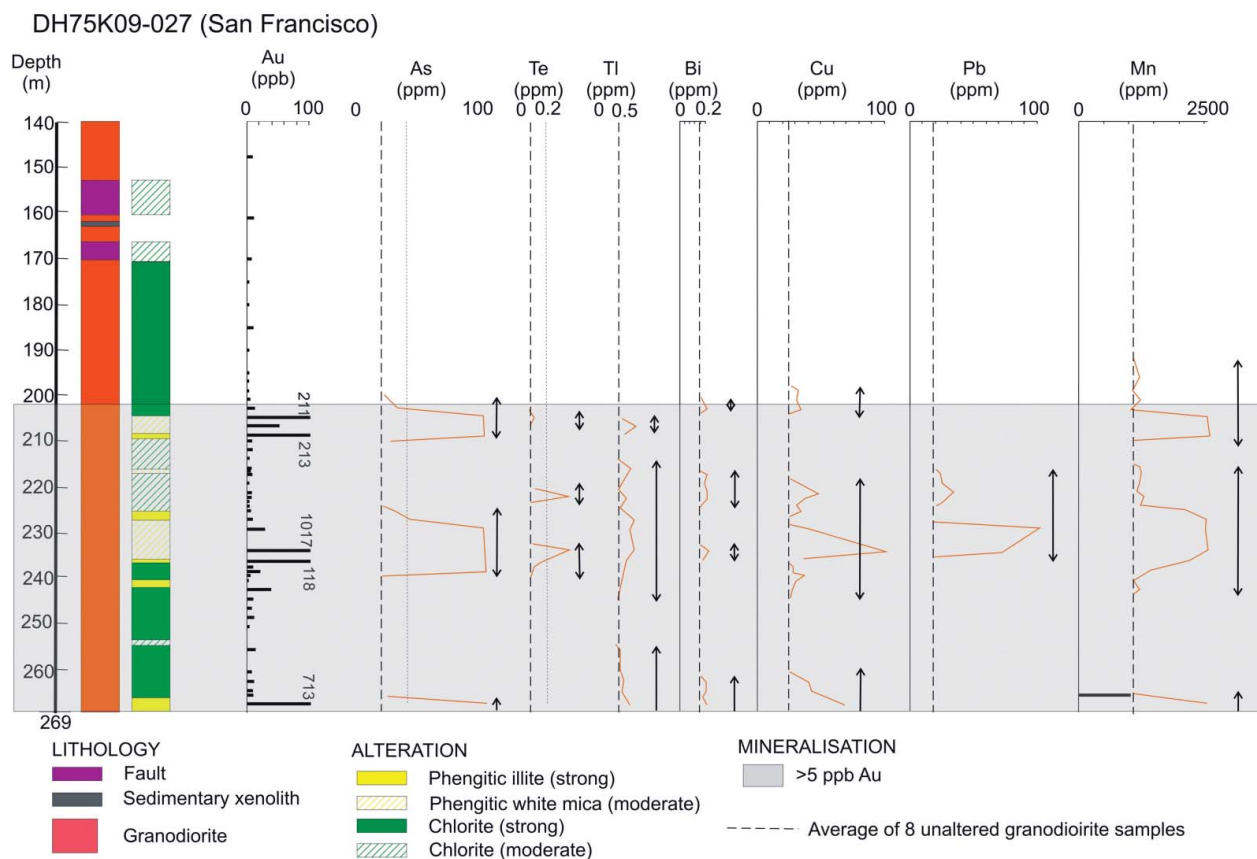 DH75K09-027 (San Francisco)
Depth
(m)
Au
(ppb)
As
(ppm)
Te
(ppm)
Tl
(ppm)
Bi
(ppm)
Cu
(ppm)
Pb
(ppm)
Mn
(ppm)
0 100
0 100
0 0.2
0 0.5
0 0.2
0 100
0 100
0 2500
140
150
160
170
180
190
200
210
220
230
240
250
260
269
211
213
1017
118
713
LITHOLOGY
Fault
Sedimentary xenolith
Granodiorite
ALTERATION
Phengitic illite (strong)
Phengitic white mica (moderate)
Chlorite (strong)
Chlorite (moderate)
MINERALISATION
>5 ppb Au
Average of 8 unaltered granodioirite samples